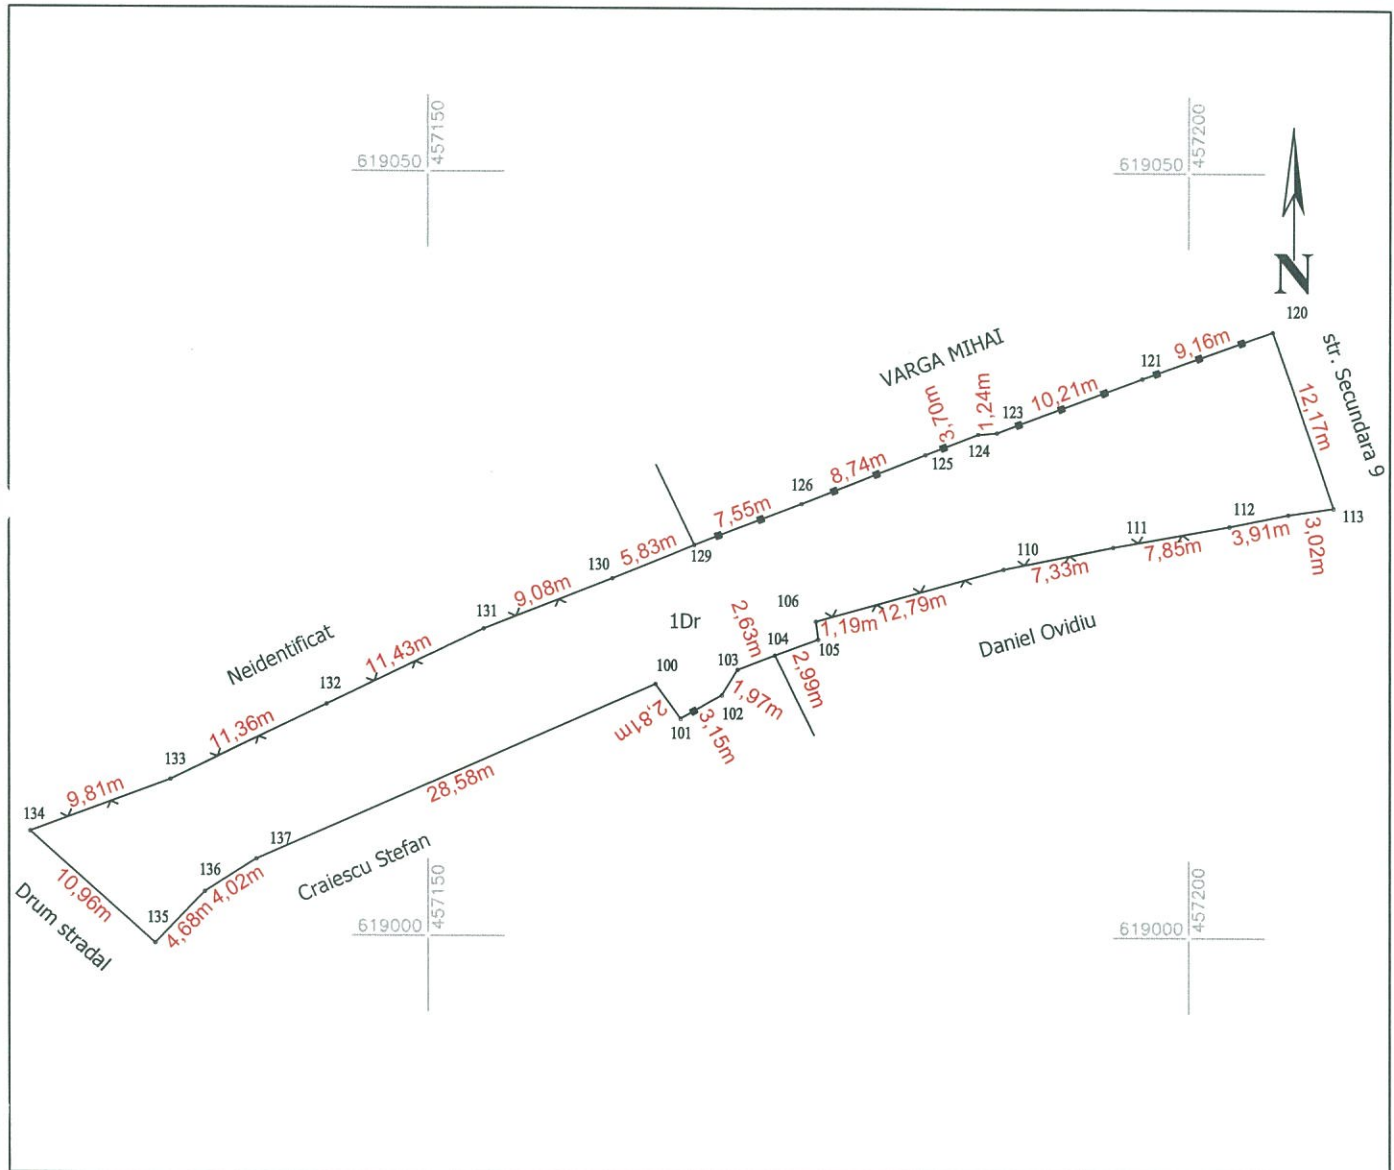 457150
619050
457200
619050
N
120
str. Secundara 9
VARGA MIHAI
9,16m
121
12,17m
10,21m
123
1,24m
124
3,70m
125
8,74m
126
7,55m
129
5,83m
130
9,08m
131
11,43m
132
11,36m
133
9,81m
134
Neidentificat
113
3,02m
112
3,91m
111
7,85m
110
7,33m
12,79m
106
1,19m
105
2,99m
104
2,63m
103
1,97m
102
3,15m
101
2,81m
100
1Dr
Daniel Ovidiu
28,58m
137
4,02m
136
4,68m
135
10,96m
Craiescu Stefan
Drum stradal
457150
619000
457200
619000